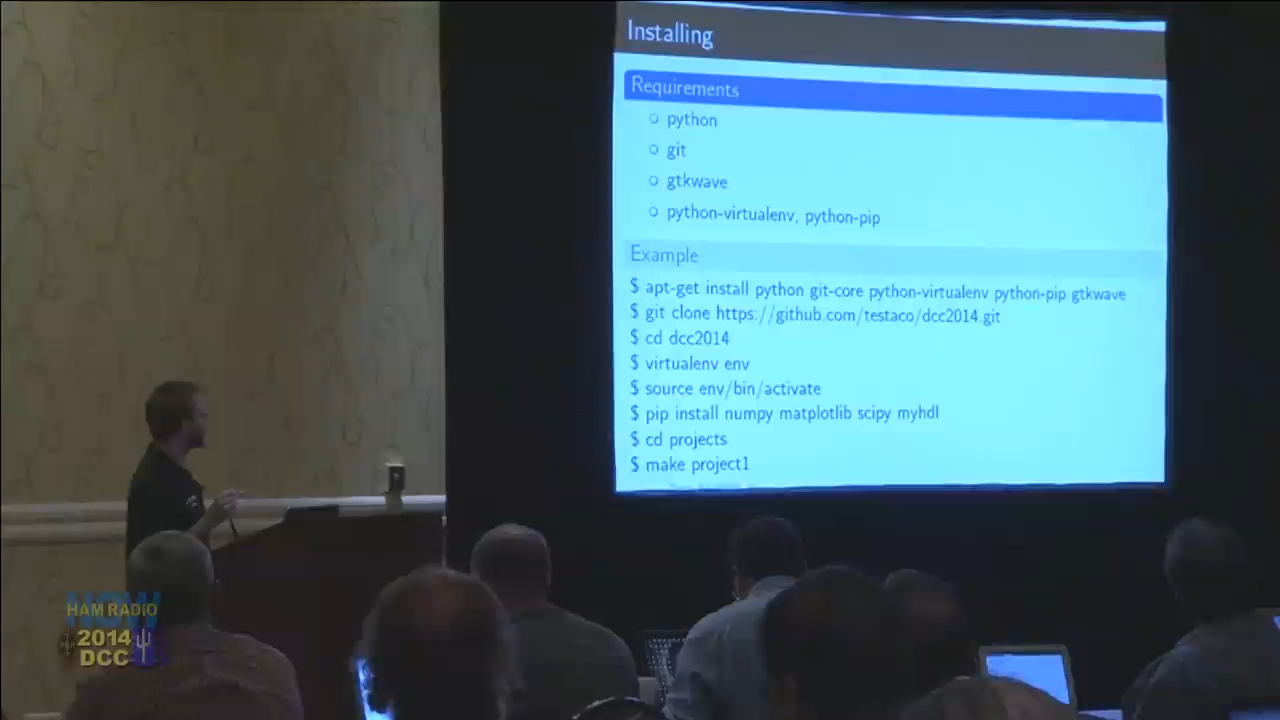 Installing
Requirements
python
git
gtkwave
python-virtualenv, python-pip
Example
$ apt-get install python git-core python-virtualenv python-pip gtkwave
$ git clone https://github.com/testaco/dcc2014.git
$ cd dcc2014
$ virtualenv env
$ source env/bin/activate
$ pip install numpy matplotlib scipy myhdl
$ cd projects
$ make project1
NOW
HAM RADIO
2014
DCC